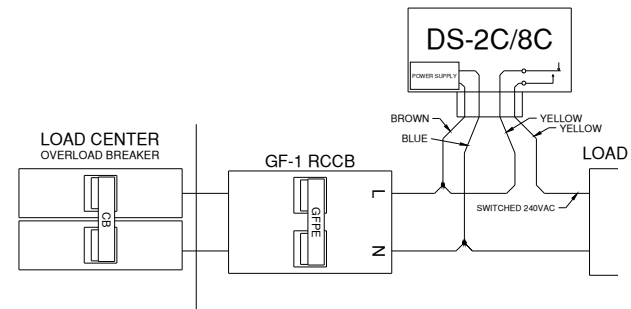 DS-2C/8C
POWER SUPPLY
BROWN
BLUE
YELLOW
YELLOW
LOAD CENTER
OVERLOAD BREAKER
GF-1 RCCB
LOAD
CB
GFPE
L
N
SWITCHED 240VAC